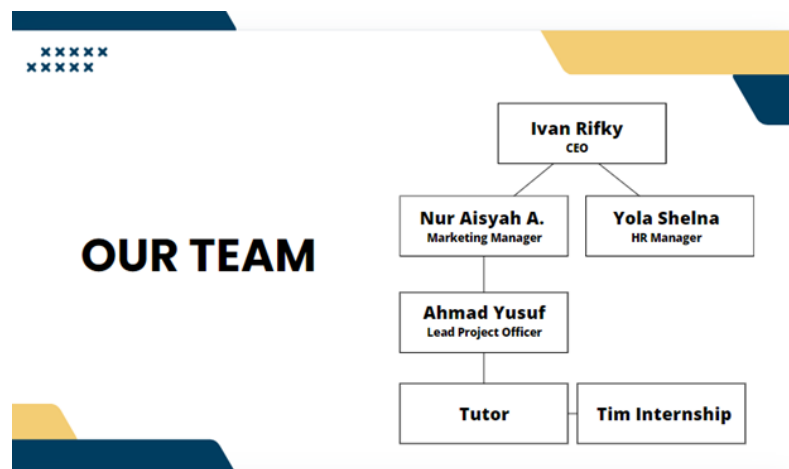 OUR TEAM
Ivan Rifky
CEO
Nur Aisyah A.
Marketing Manager
Yola Shelna
HR Manager
Ahmad Yusuf
Lead Project Officer
Tutor
Tim Internship